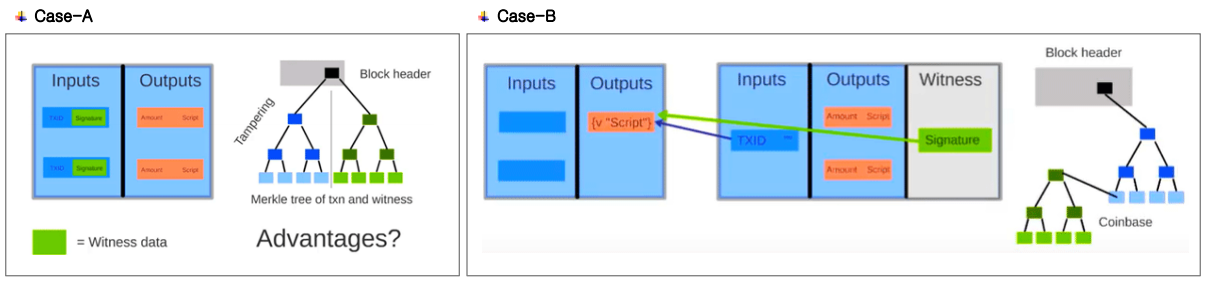 Case-A
Inputs
Outputs
TXID Signature
Amount Script
TXID Signature
Amount Script
Tampering
Block header
Merkle tree of txn and witness
= Witness data
Advantages?
Case-B
Inputs
Outputs
{v "Script"}
Inputs
Outputs
Witness
Amount Script
TXID ""
Signature
Amount Script
Block header
Coinbase